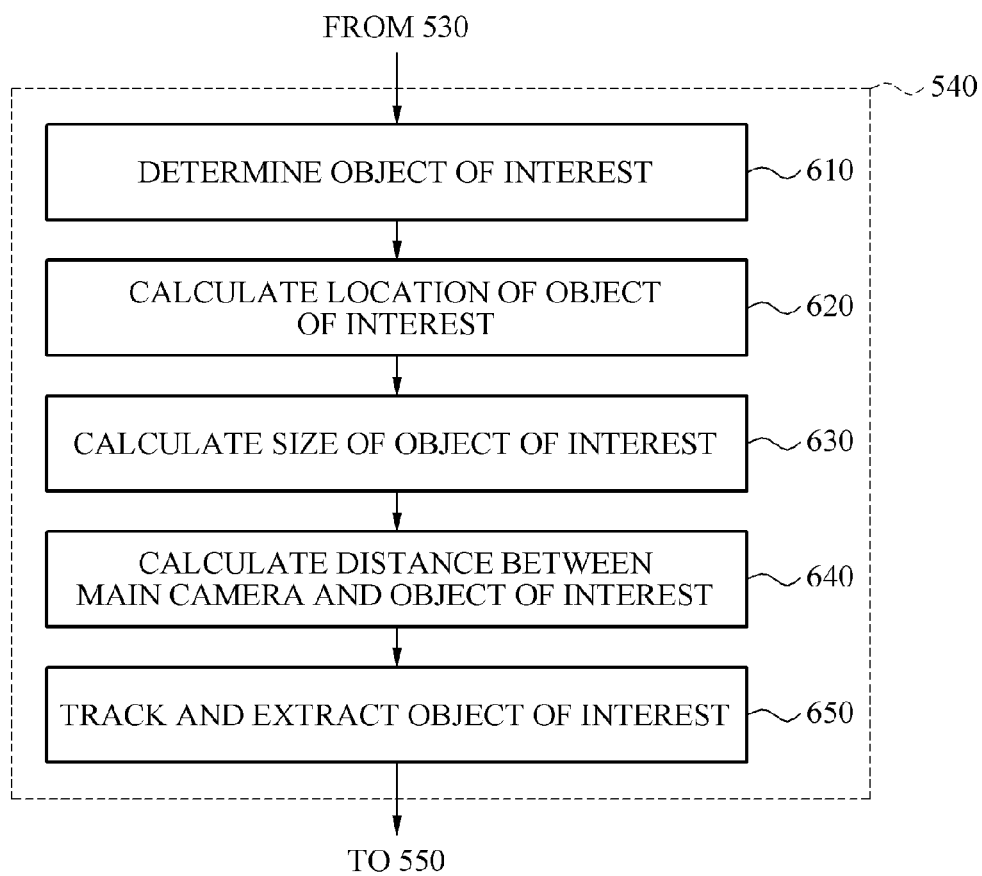 FROM 530
540
DETERMINE OBJECT OF INTEREST
610
CALCULATE LOCATION OF OBJECT
OF INTEREST
620
CALCULATE SIZE OF OBJECT OF INTEREST
630
CALCULATE DISTANCE BETWEEN
MAIN CAMERA AND OBJECT OF INTEREST
640
TRACK AND EXTRACT OBJECT OF INTEREST
650
TO 550